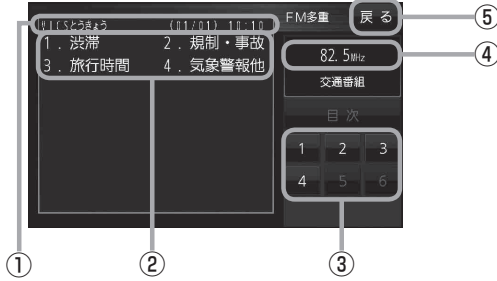 VICSとうきょう (01/01) 10:10
FM多重
戻る
⑤
1. 渋滞 2. 規制・事故
3. 旅行時間 4. 気象警報他
82.5MHz
④
交通番組
目次
1 2 3
4 5 6
① ② ③